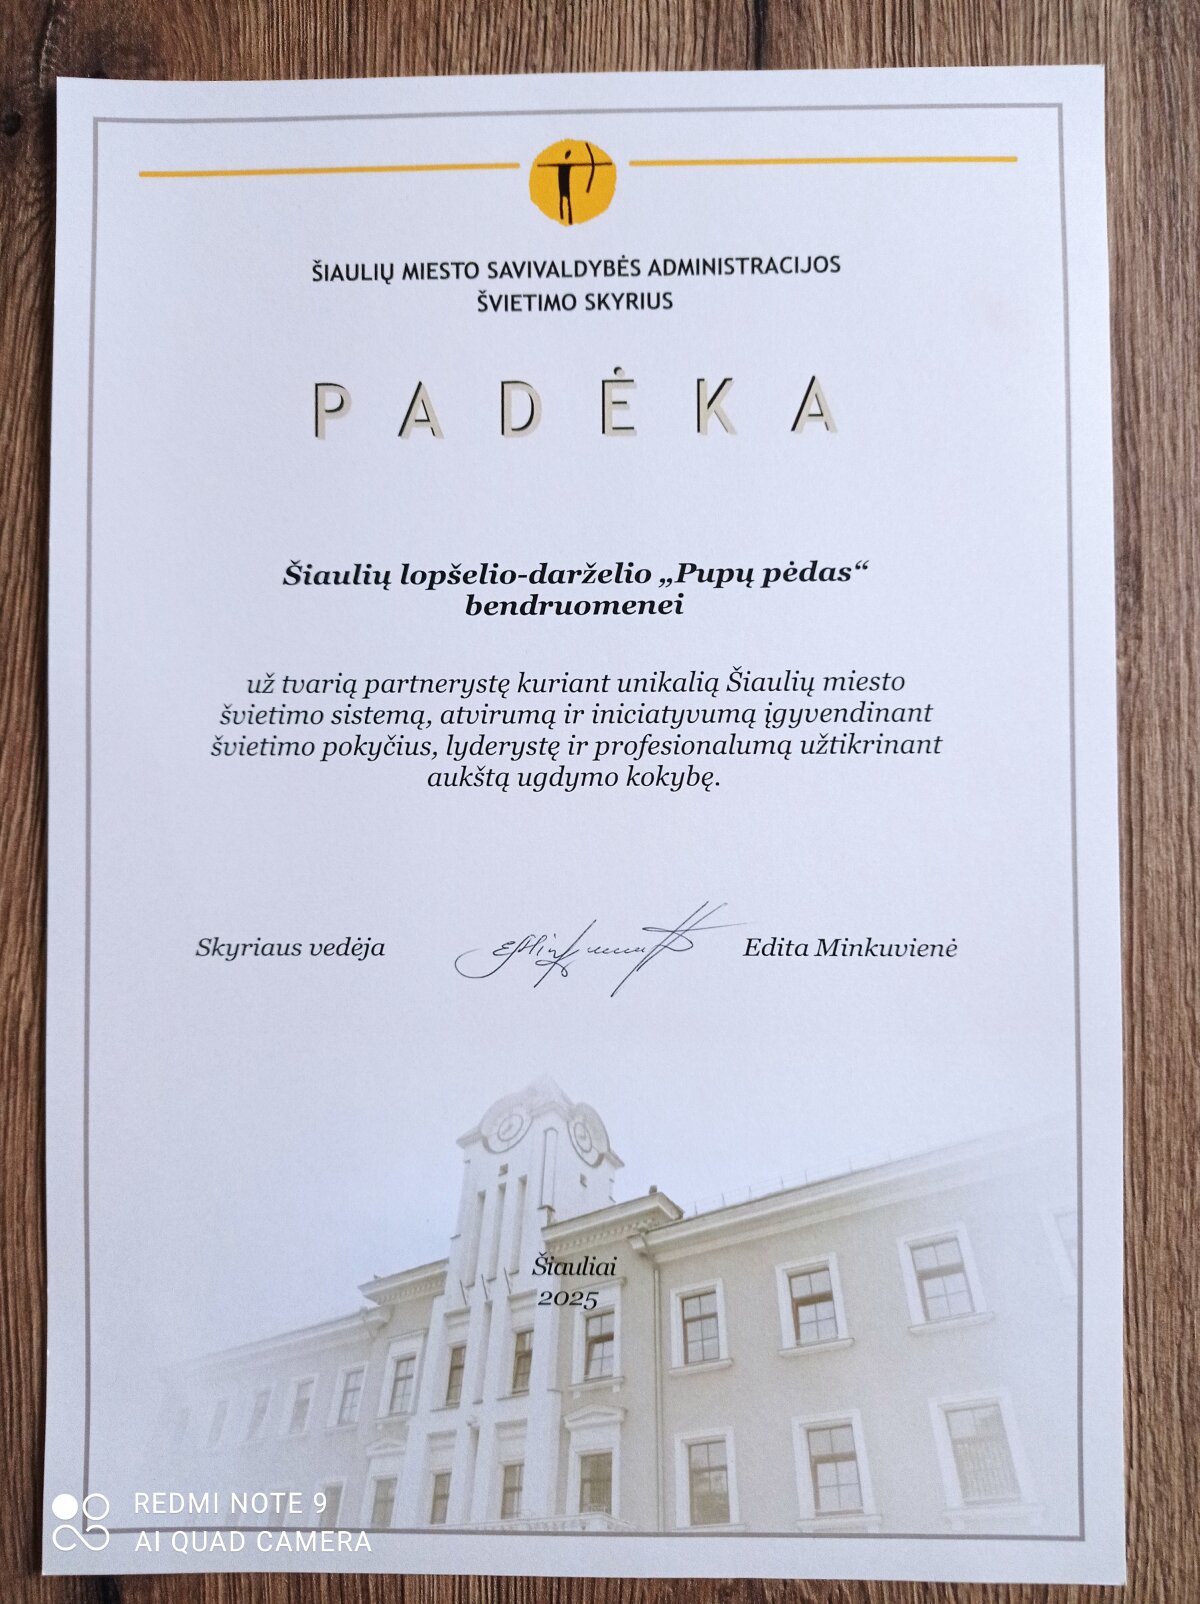 ŠIAULIŲ MIESTO SAVIVALDYBĖS ADMINISTRACIJOS
ŠVIETIMO SKYRIUS
PADĖKA
Šiaulių lopšelio-darželio „Pupų pėdas“
bendruomenei
už tvarią partnerystę kuriant unikalią Šiaulių miesto
švietimo sistemą, atvirumą ir iniciatyvumą įgyvendinant
švietimo pokyčius, lyderystę ir profesionalumą užtikrinant
aukštą ugdymo kokybę.
Skyriaus vedėja Edita Minkuvienė
Šiauliai
2025
REDMI NOTE 9
AI QUAD CAMERA